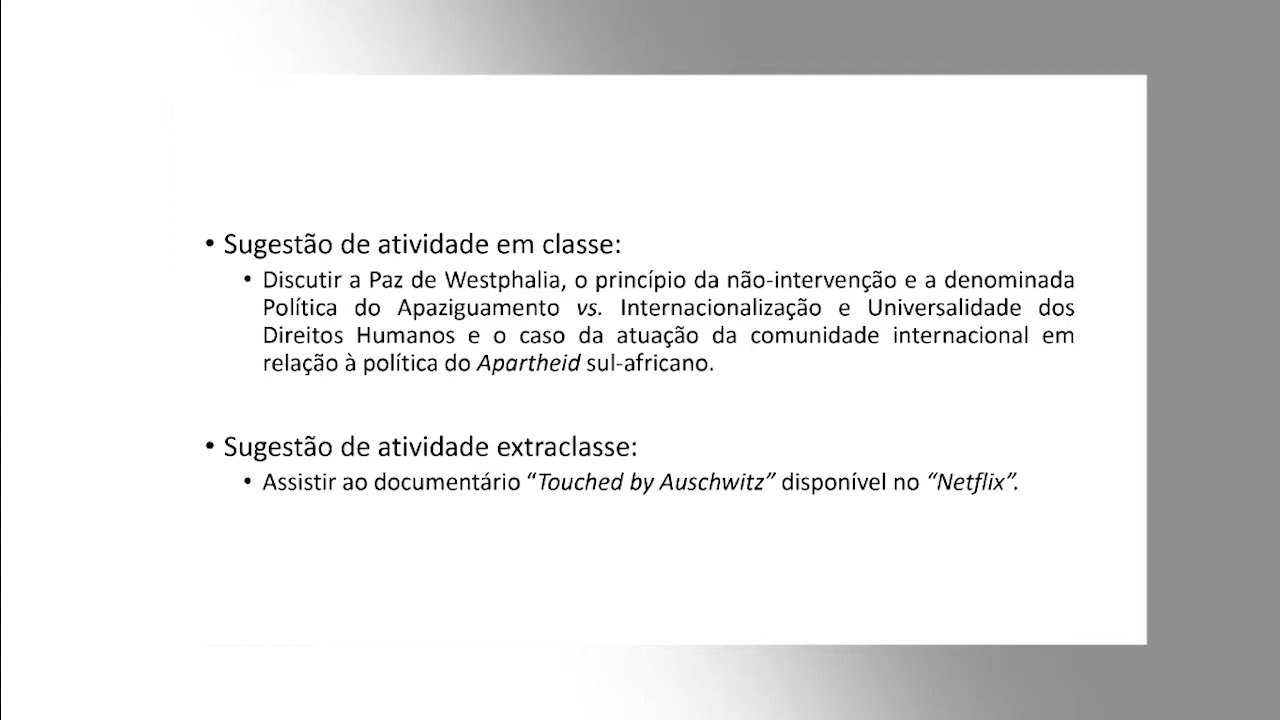 • Sugestão de atividade em classe:
• Discutir a Paz de Westphalia, o princípio da não-intervenção e a denominada
Política do Apaziguamento vs. Internacionalização e Universalidade dos
Direitos Humanos e o caso da atuação da comunidade internacional em
relação à política do Apartheid sul-africano.
• Sugestão de atividade extraclasse:
• Assistir ao documentário “Touched by Auschwitz” disponível no “Netflix”.